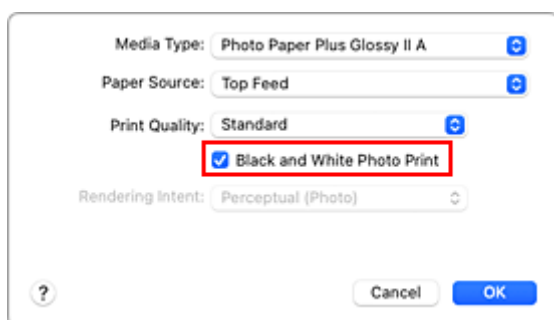 Media Type: Photo Paper Plus Glossy II A
Paper Source: Top Feed
Print Quality: Standard
Black and White Photo Print
Rendering Intent: Perceptual (Photo)
? Cancel OK